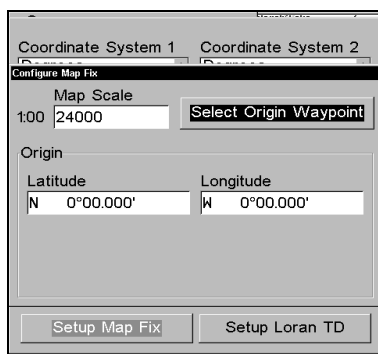 Coordinate System 1 Coordinate System 2
Configure Map Fix
Map Scale
1:00 24000 Select Origin Waypoint
Origin
Latitude Longitude
N 0°00.000' W 0°00.000'
Setup Map Fix Setup Loran TD